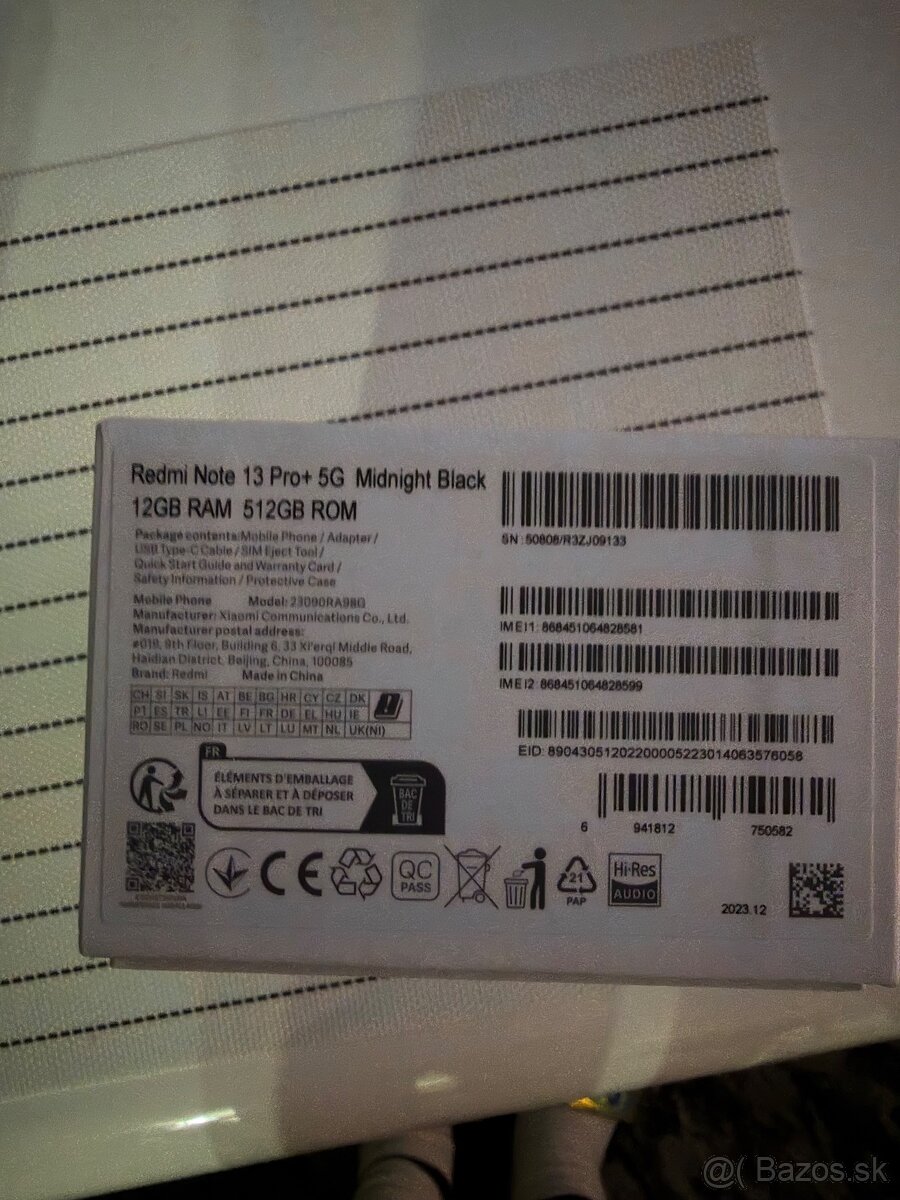 Redmi Note 13 Pro+ 5G Midnight Black
12GB RAM 512GB ROM
Package contents:Mobile Phone / Adapter /
USB Type-C Cable / SIM Eject Tool /
Quick Start Guide and Warranty Card /
Safety Information / Protective Case
Mobile Phone Model: 23090RA98G
Manufacturer: Xiaomi Communications Co., Ltd.
Manufacturer postal address:
#019, 9th Floor, Building 6, 33 Xi'erqi Middle Road,
Haidian District, Beijing, China, 100085
Brand: Redmi Made in China
CH SI SK IS AT BE BG HR CY CZ DK
PT ES TR LI EE FI FR DE EL HU IE
RO SE PL NO IT LV LT LU MT NL UK(NI)
FR
ÉLÉMENTS D'EMBALLAGE
À SÉPARER ET À DÉPOSER
DANS LE BAC DE TRI
BAC
DE
TRI
CE
QC
PASS
21
PAP
Hi-Res
AUDIO
SN: 50808/R3ZJ09133
IMEI1: 868451064828581
IMEI2 868451064828599
EID: 89043051202200005223014063576058
6 941812 750582
2023.12
@( Bazos.sk